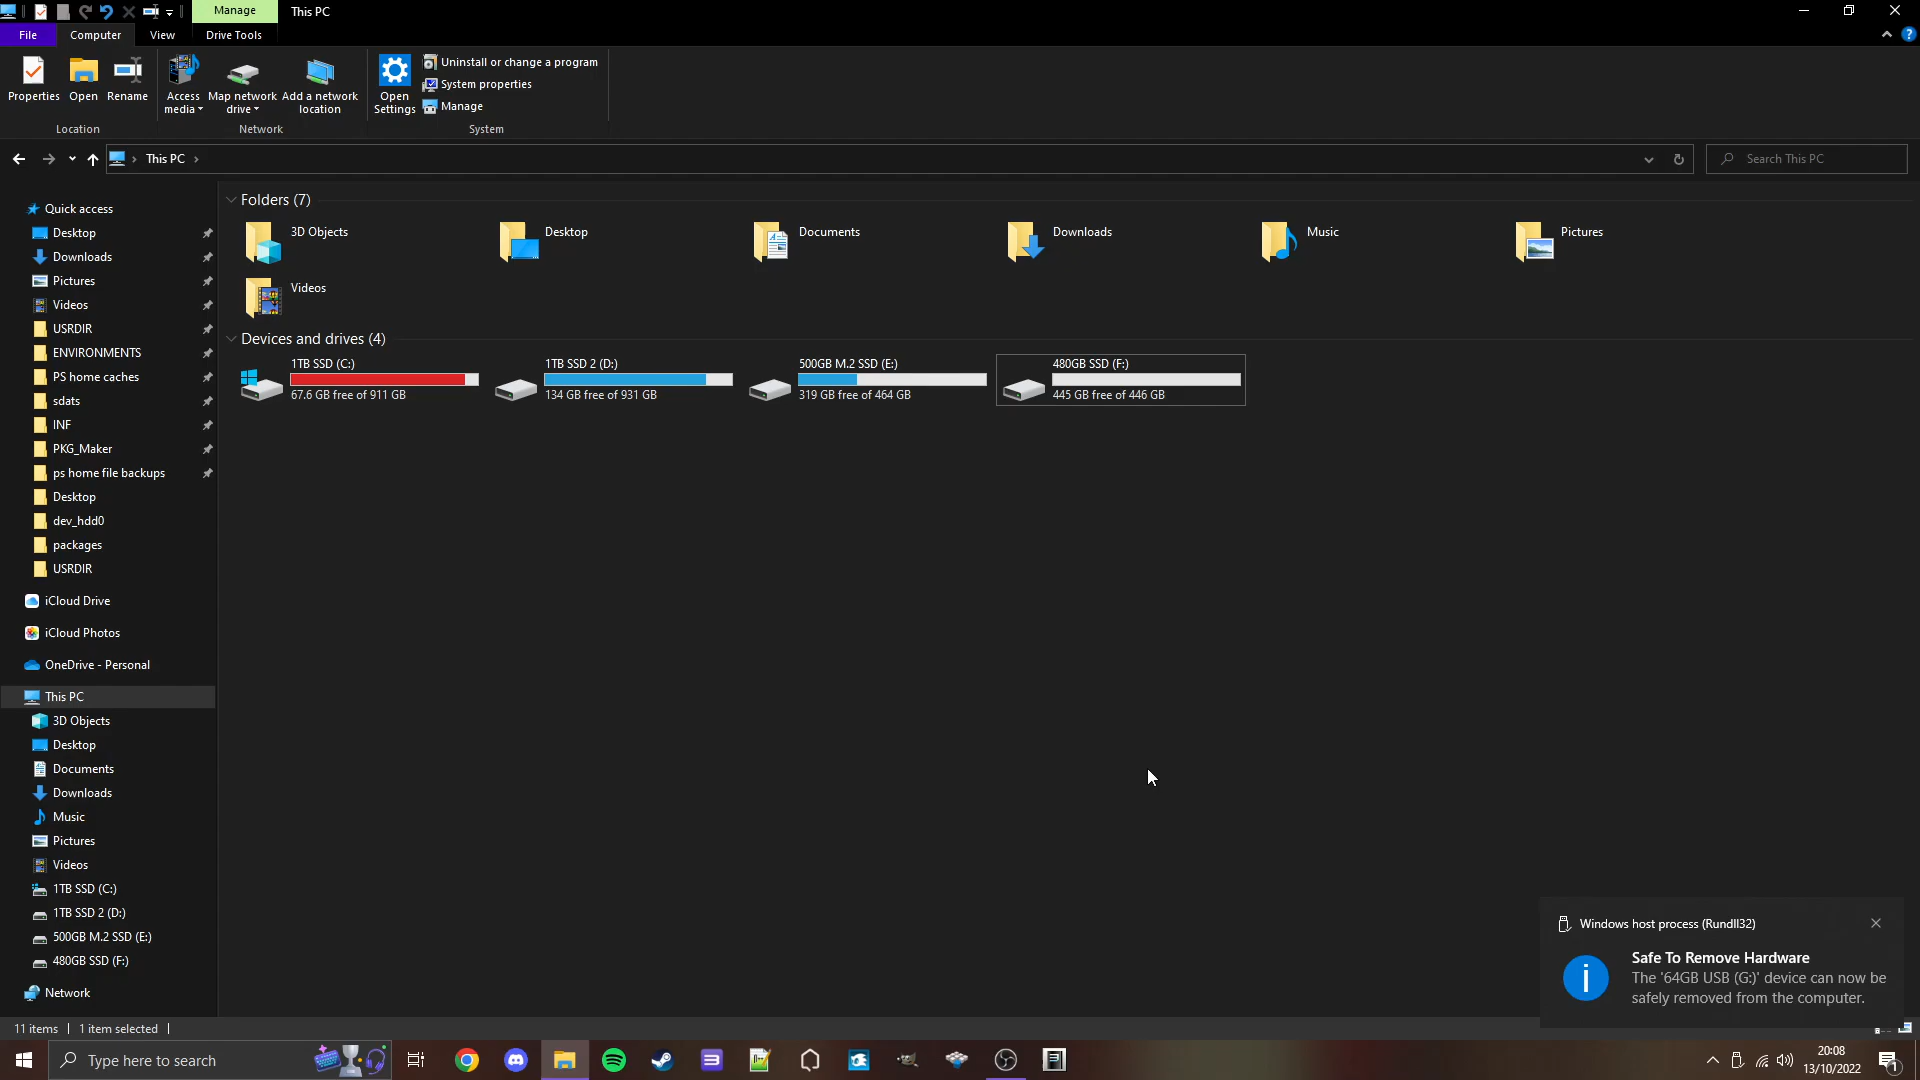 Manage
This PC
File
Computer
View
Drive Tools
Properties
Open
Rename
Access
media
Map network
drive
Add a network
location
Open
Settings
Uninstall or change a program
System properties
Manage
Location
Network
System
This PC
Search This PC
Quick access
Desktop
Downloads
Pictures
Videos
USRDIR
ENVIRONMENTS
PS home caches
sdats
INF
PKG_Maker
ps home file backups
Desktop
dev_hdd0
packages
USRDIR
iCloud Drive
iCloud Photos
OneDrive - Personal
This PC
3D Objects
Desktop
Documents
Downloads
Music
Pictures
Videos
1TB SSD (C:)
1TB SSD 2 (D:)
500GB M.2 SSD (E:)
480GB SSD (F:)
Network
Folders (7)
3D Objects
Desktop
Documents
Downloads
Music
Pictures
Videos
Devices and drives (4)
1TB SSD (C:)
67.6 GB free of 911 GB
1TB SSD 2 (D:)
134 GB free of 931 GB
500GB M.2 SSD (E:)
319 GB free of 464 GB
480GB SSD (F:)
445 GB free of 446 GB
Windows host process (Rundll32)
Safe To Remove Hardware
The '64GB USB (G:)' device can now be
safely removed from the computer.
11 items
1 item selected
Type here to search
20:08
13/10/2022
1